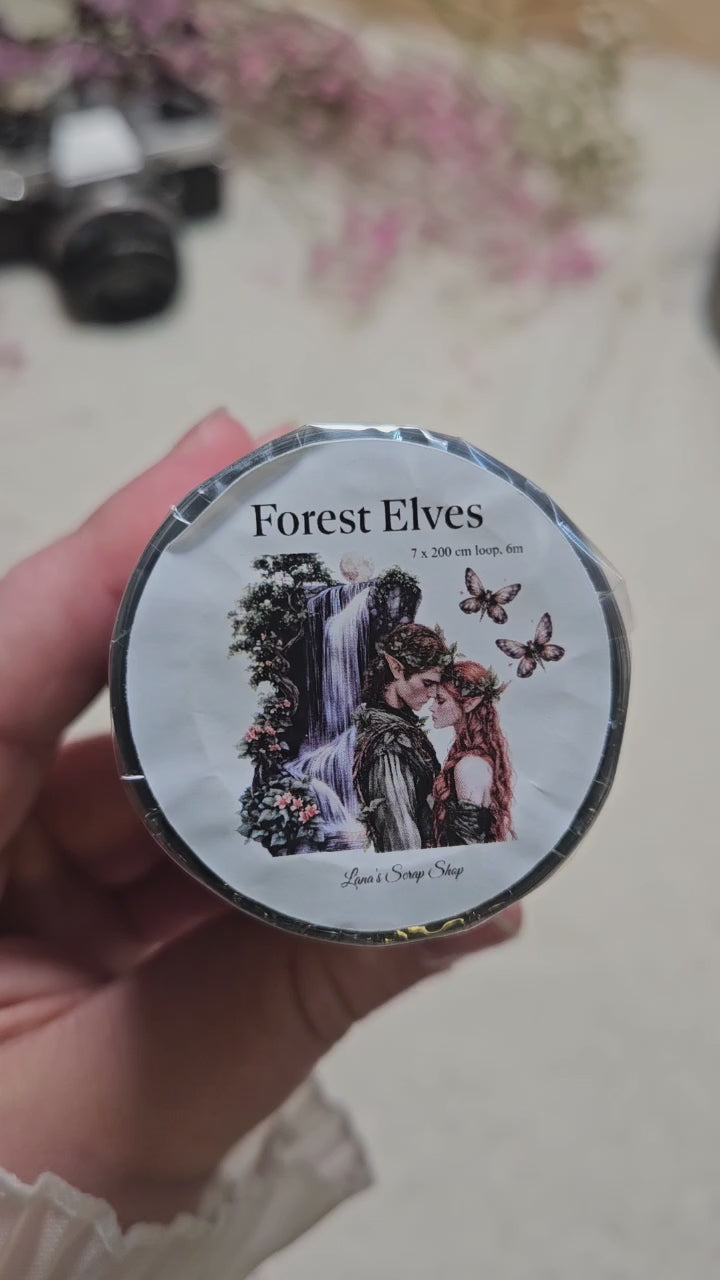 Forest Elves
7 x 200 cm loop, 6m
Lana's Scrap Shop